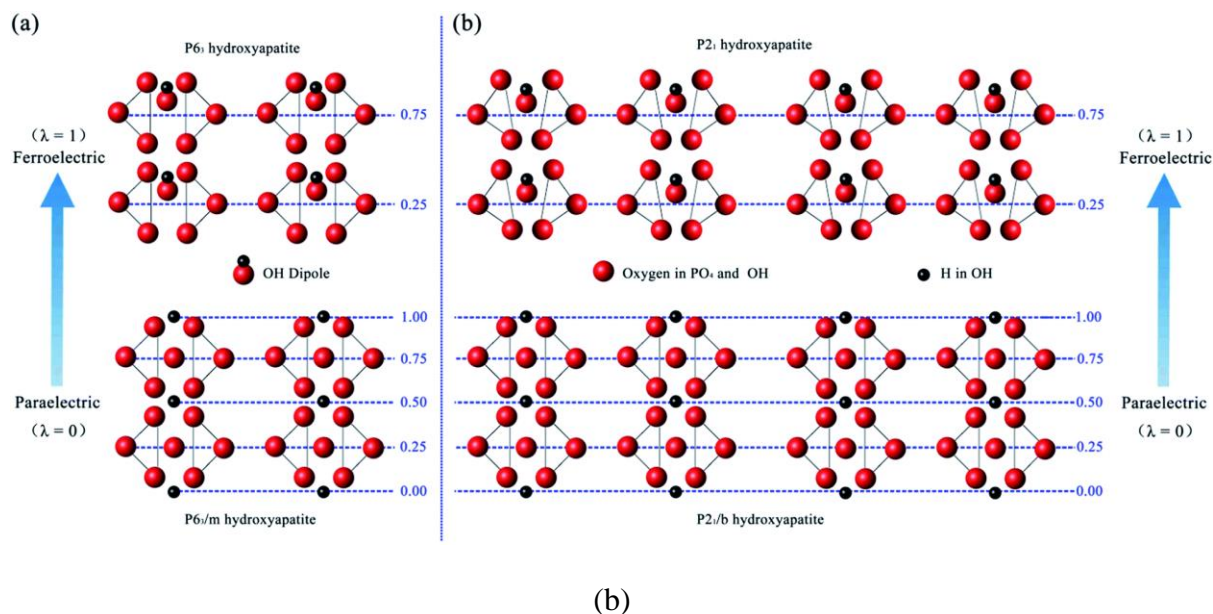 (a)
P6₃ hydroxyapatite
0.75
0.25
(λ = 1)
Ferroelectric
OH Dipole
1.00
0.75
0.50
0.25
0.00
Paraelectric
(λ = 0)
P6₃/m hydroxyapatite
(b)
P2₁ hydroxyapatite
0.75
0.25
(λ = 1)
Ferroelectric
Oxygen in PO₄ and OH
H in OH
1.00
0.75
0.50
0.25
0.00
Paraelectric
(λ = 0)
P2₁/b hydroxyapatite
(b)